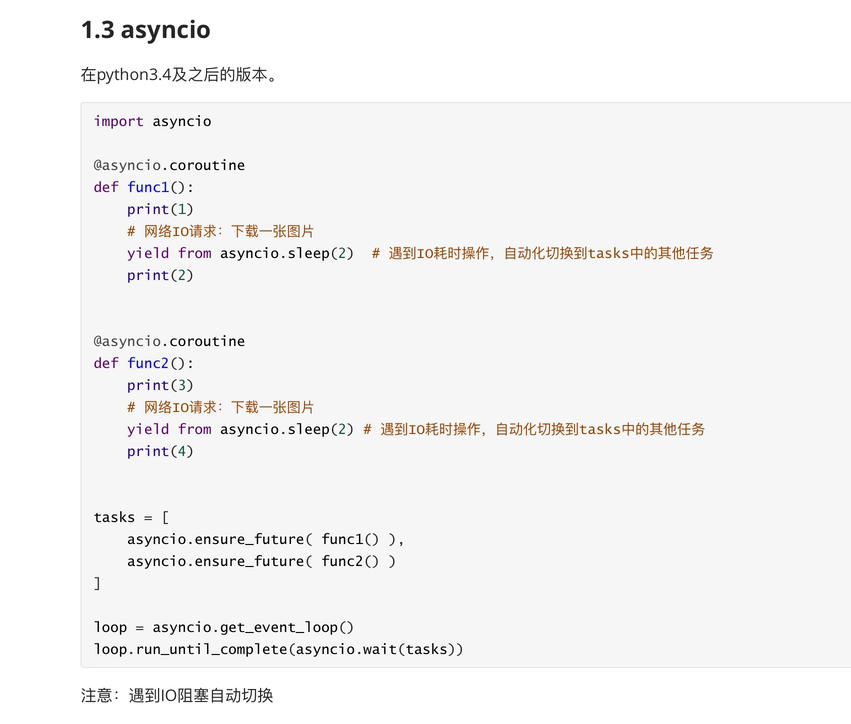 1.3 asyncio
在python3.4及之后的版本。
import asyncio
@asyncio.coroutine
def func1():
    print(1)
    # 网络IO请求：下载一张图片
    yield from asyncio.sleep(2)  # 遇到IO耗时操作，自动化切换到tasks中的其他任务
    print(2)
@asyncio.coroutine
def func2():
    print(3)
    # 网络IO请求：下载一张图片
    yield from asyncio.sleep(2) # 遇到IO耗时操作，自动化切换到tasks中的其他任务
    print(4)
tasks = [
    asyncio.ensure_future( func1() ),
    asyncio.ensure_future( func2() )
]
loop = asyncio.get_event_loop()
loop.run_until_complete(asyncio.wait(tasks))
注意：遇到IO阻塞自动切换